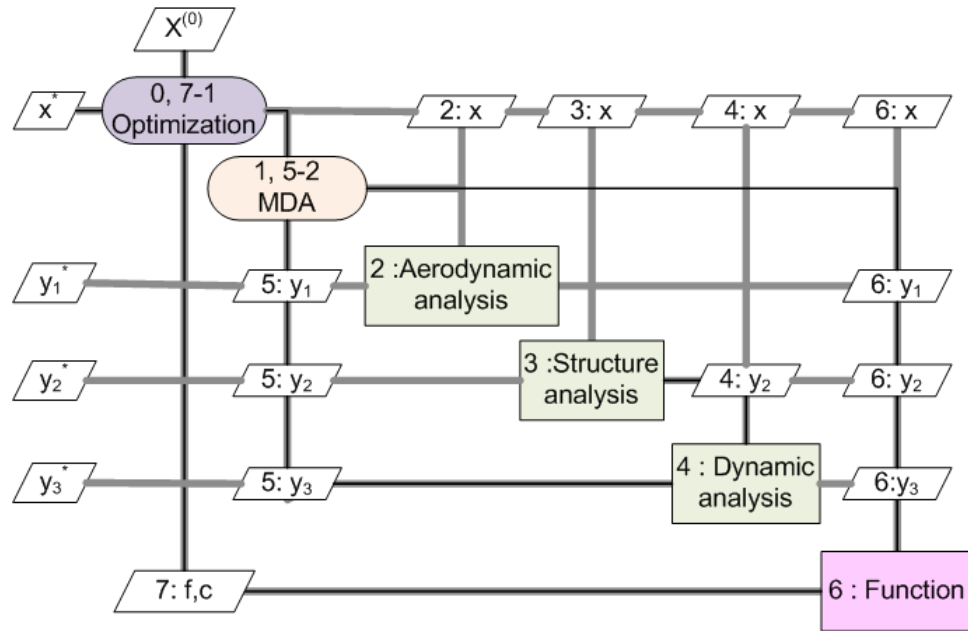 X⁽⁰⁾
x*
0, 7-1
Optimization
2: x
3: x
4: x
6: x
1, 5-2
MDA
y₁*
5: y₁
2 :Aerodynamic
analysis
6: y₁
y₂*
5: y₂
3 :Structure
analysis
4: y₂
6: y₂
y₃*
5: y₃
4 : Dynamic
analysis
6:y₃
7: f,c
6 : Function